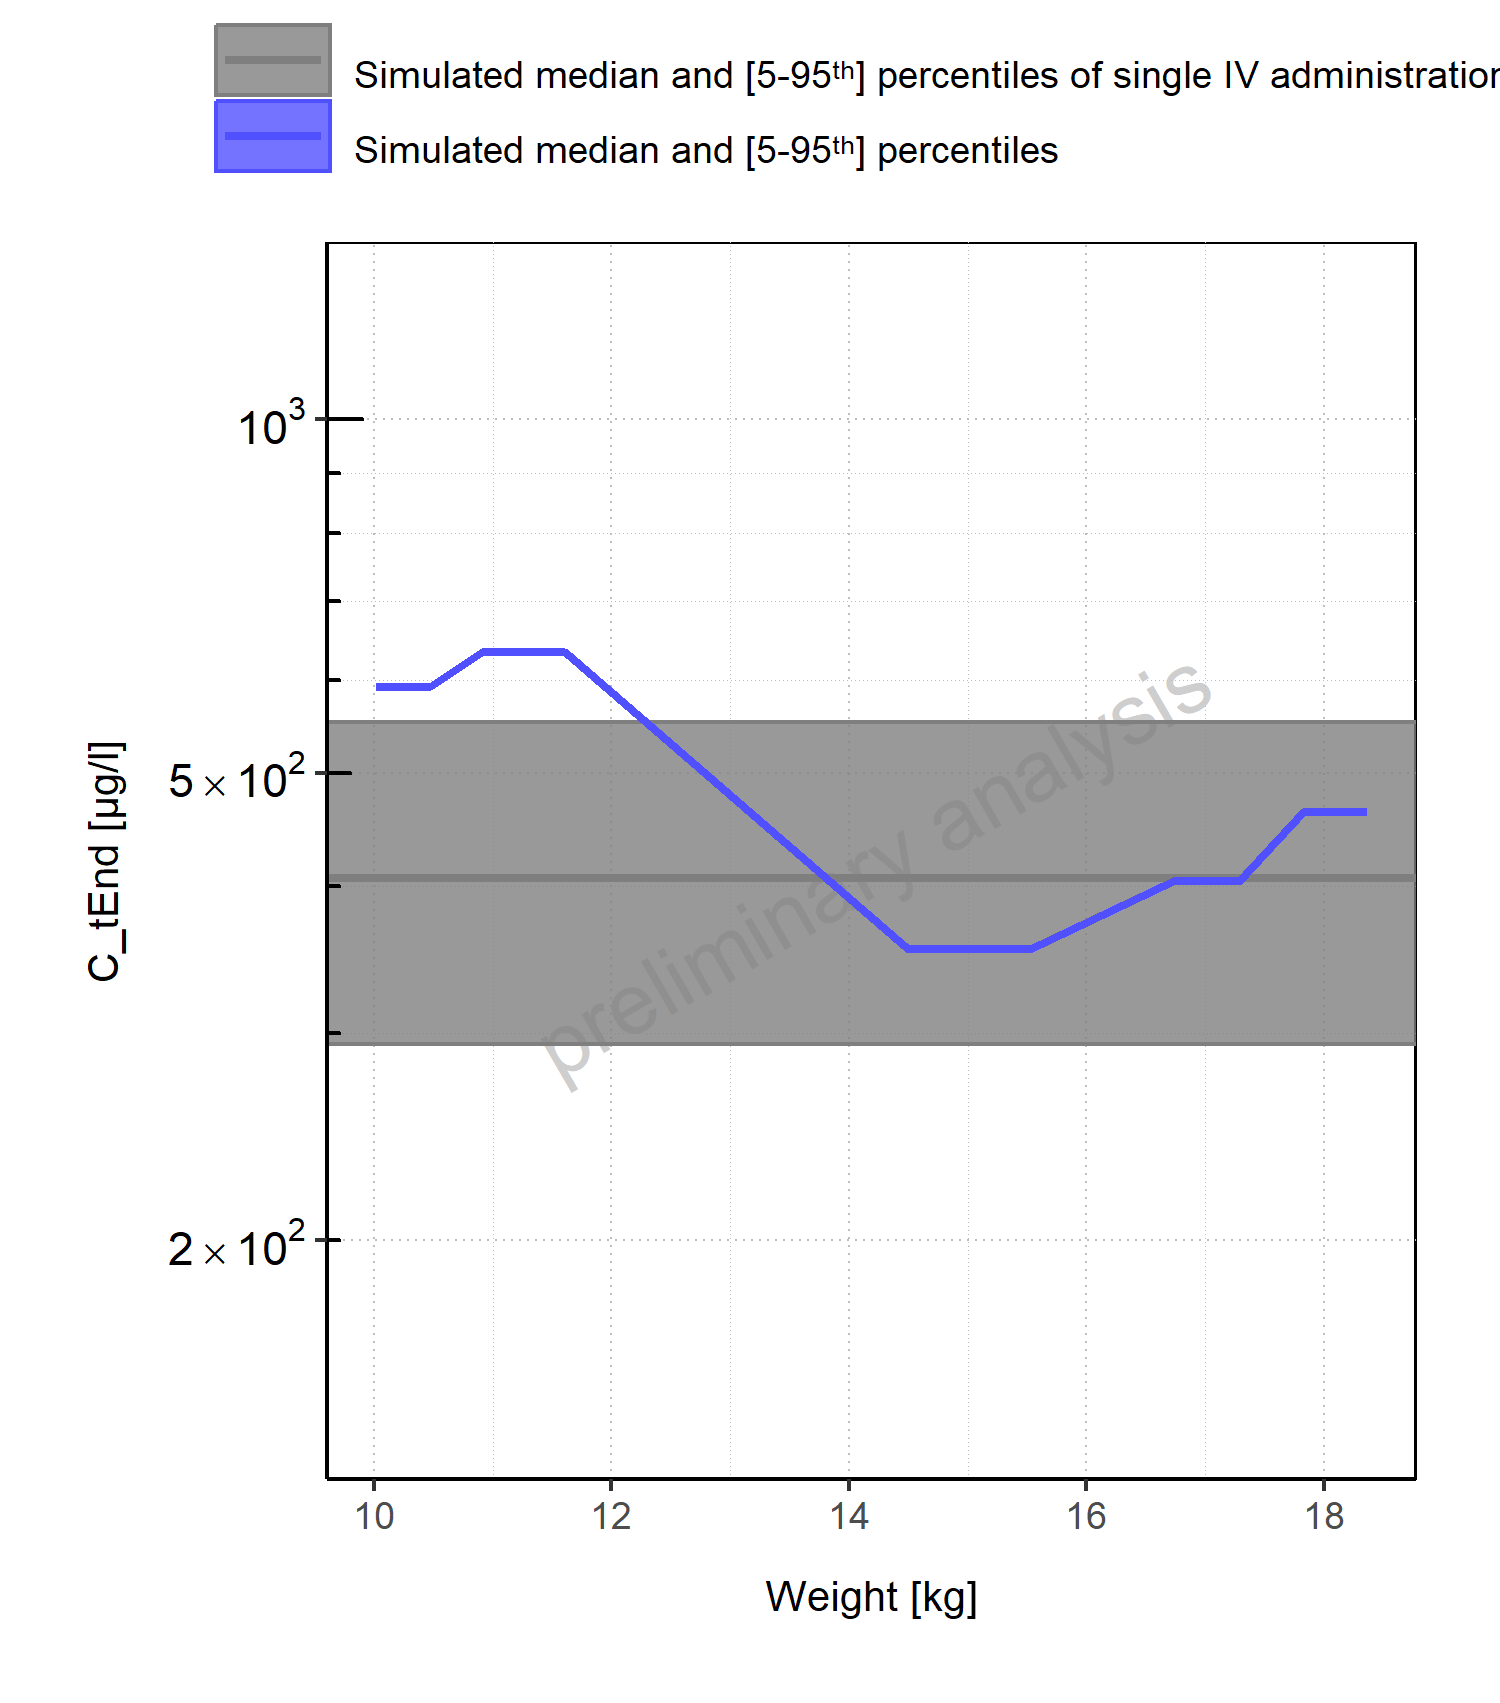 Simulated median and [5-95ᵗʰ] percentiles of single IV administration
Simulated median and [5-95ᵗʰ] percentiles
10³
5 × 10²
2 × 10²
C_tEnd [µg/l]
preliminary analysis
10 12 14 16 18
Weight [kg]